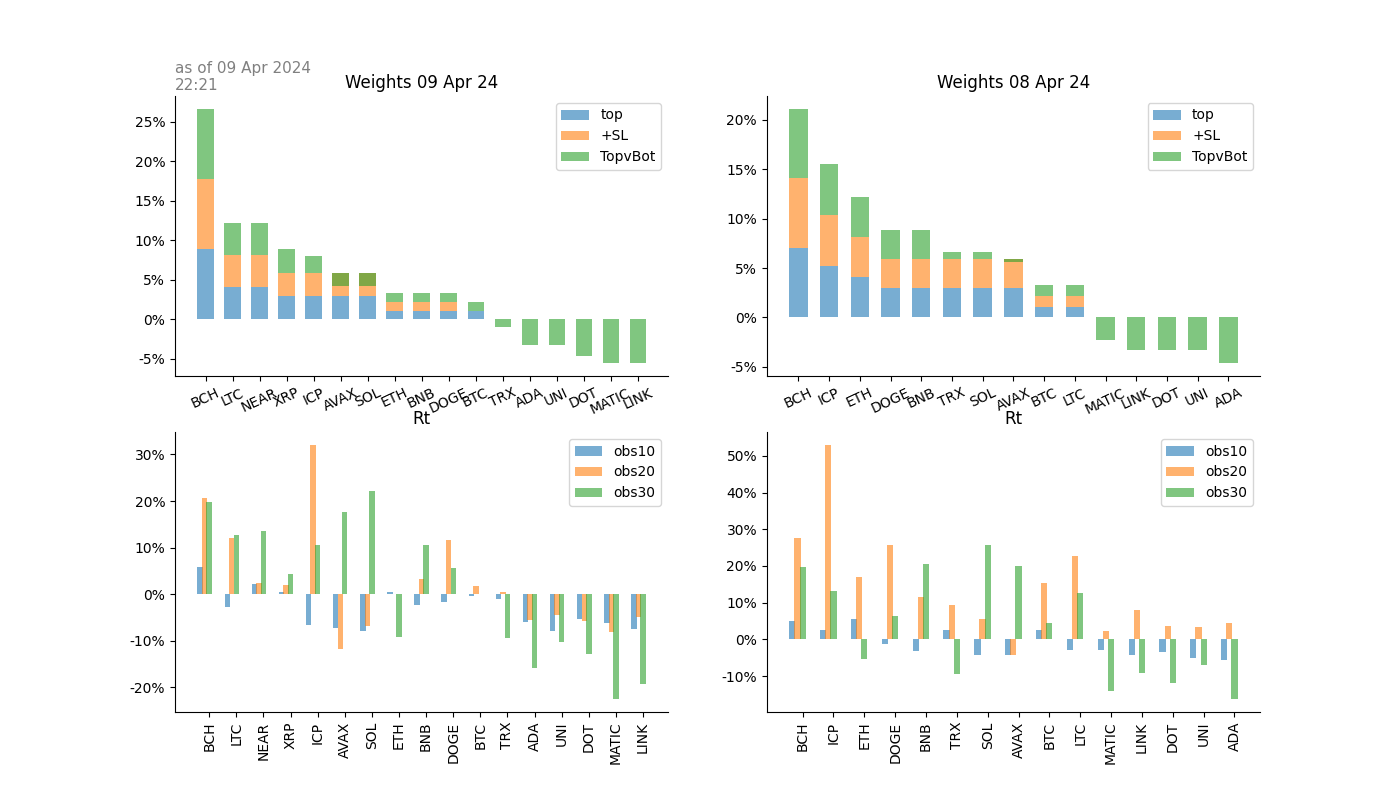 as of 09 Apr 2024
22:21
Weights 09 Apr 24
25%
20%
15%
10%
5%
0%
-5%
top
+SL
TopvBot
BCH LTC NEAR XRP ICP AVAX SOL ETH BNB DOGE BTC TRX ADA UNI DOT MATIC LINK
Weights 08 Apr 24
20%
15%
10%
5%
0%
-5%
top
+SL
TopvBot
BCH ICP ETH DOGE BNB TRX SOL AVAX BTC LTC MATIC LINK DOT UNI ADA
Rt
30%
20%
10%
0%
-10%
-20%
obs10
obs20
obs30
BCH LTC NEAR XRP ICP AVAX SOL ETH BNB DOGE BTC TRX ADA UNI DOT MATIC LINK
Rt
50%
40%
30%
20%
10%
0%
-10%
obs10
obs20
obs30
BCH ICP ETH DOGE BNB TRX SOL AVAX BTC LTC MATIC LINK DOT UNI ADA